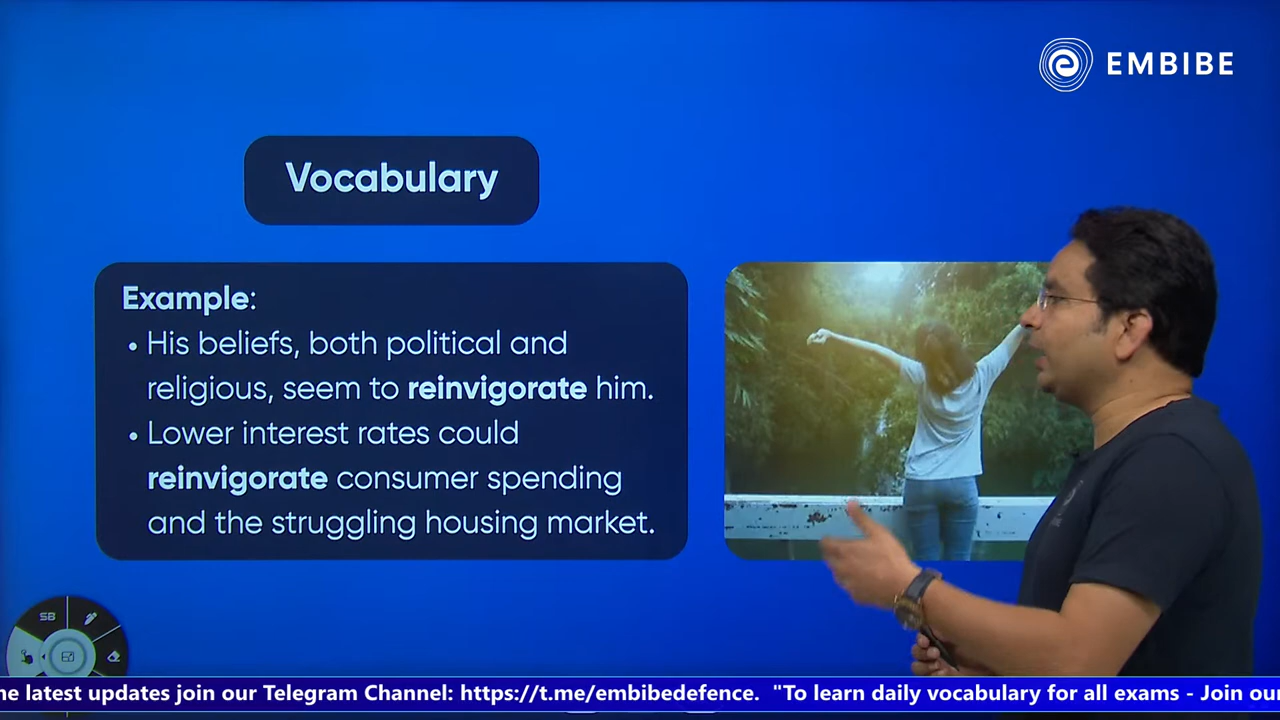 EMBIBE
Vocabulary
Example:
• His beliefs, both political and
religious, seem to reinvigorate him.
• Lower interest rates could
reinvigorate consumer spending
and the struggling housing market.
SB
he latest updates join our Telegram Channel: https://t.me/embibedefence. "To learn daily vocabulary for all exams - Join our